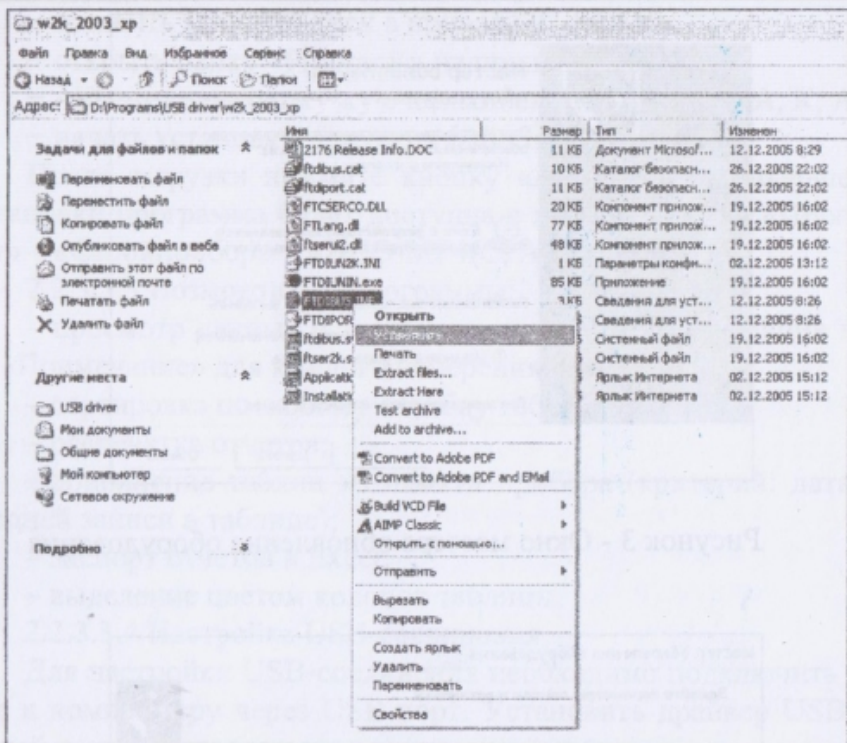 w2k_2003_xp
Файл Правка Вид Избранное Сервис Справка
Назад Поиск Папки
Адрес: D:\Programs\USB driver\w2k_2003_xp
Имя Размер Тип Изменен
Задачи для файлов и папок
Переименовать файл
Переместить файл
Копировать файл
Опубликовать файл в вебе
Отправить этот файл по
электронной почте
Печатать файл
Удалить файл
Другие места
USB driver
Мои документы
Общие документы
Мой компьютер
Сетевое окружение
Подробно
2176 Release Info.DOC 11 КБ Документ Microsof... 12.12.2005 8:29
ftdibus.cat 10 КБ Каталог безопасн... 26.12.2005 22:02
ftdiport.cat 11 КБ Каталог безопасн... 26.12.2005 22:02
FTCSERCO.DLL 20 КБ Компонент прилож... 19.12.2005 16:02
FTLang.dll 77 КБ Компонент прилож... 19.12.2005 16:02
ftserui2.dll 48 КБ Компонент прилож... 19.12.2005 16:02
FTDIUN2K.INI 1 КБ Параметры конфи... 02.12.2005 13:12
FTDIUNIN.exe 85 КБ Приложение 19.12.2005 16:02
FTDIBUS КБ Сведения для уст... 12.12.2005 8:26
FTDIPOR Б Сведения для уст... 12.12.2005 8:26
ftdibus.s Б Системный файл 19.12.2005 16:02
ftser2k.s Б Системный файл 19.12.2005 16:02
Applicatic Б Ярлык Интернета 02.12.2005 15:12
Installatic Б Ярлык Интернета 02.12.2005 15:12
Открыть
Печать
Extract files...
Extract Here
Test archive
Add to archive...
Convert to Adobe PDF
Convert to Adobe PDF and EMail
Build VCD File
AIMP Classic
Открыть с помощью...
Отправить
Вырезать
Копировать
Создать ярлык
Удалить
Переименовать
Свойства